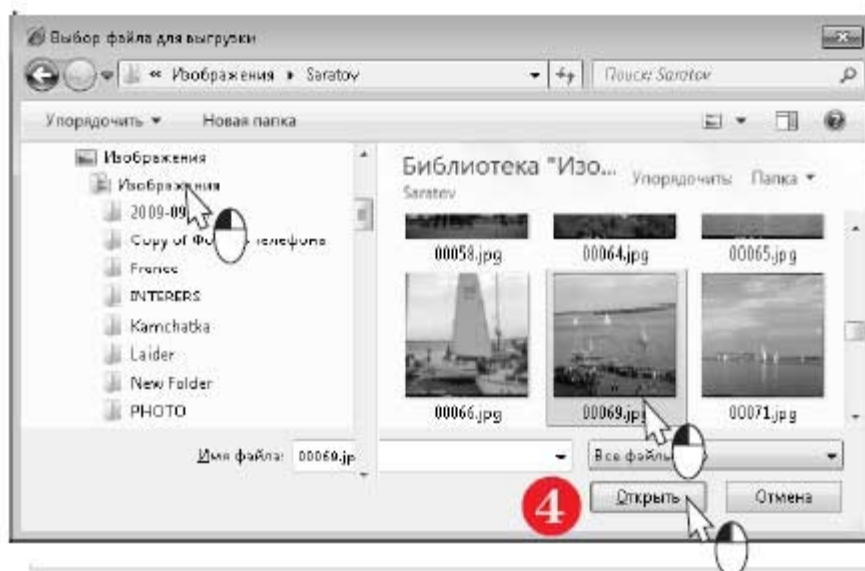 Выбор файла для выгрузки
« Изображения ▸ Saratov
Поиск: Saratov
Упорядочить ▼ Новая папка
Изображения
Изображения
2009-09
Copy of Фо телефона
France
INTERERS
Kamchatka
Laider
New Folder
PHOTO
Библиотека "Изо...
Saratov
Упорядочить: Папка ▼
00058.jpg 00064.jpg 00065.jpg
00066.jpg 00069.jpg 00071.jpg
Имя файла: 00069.jp
Все файлы
4
Открыть Отмена